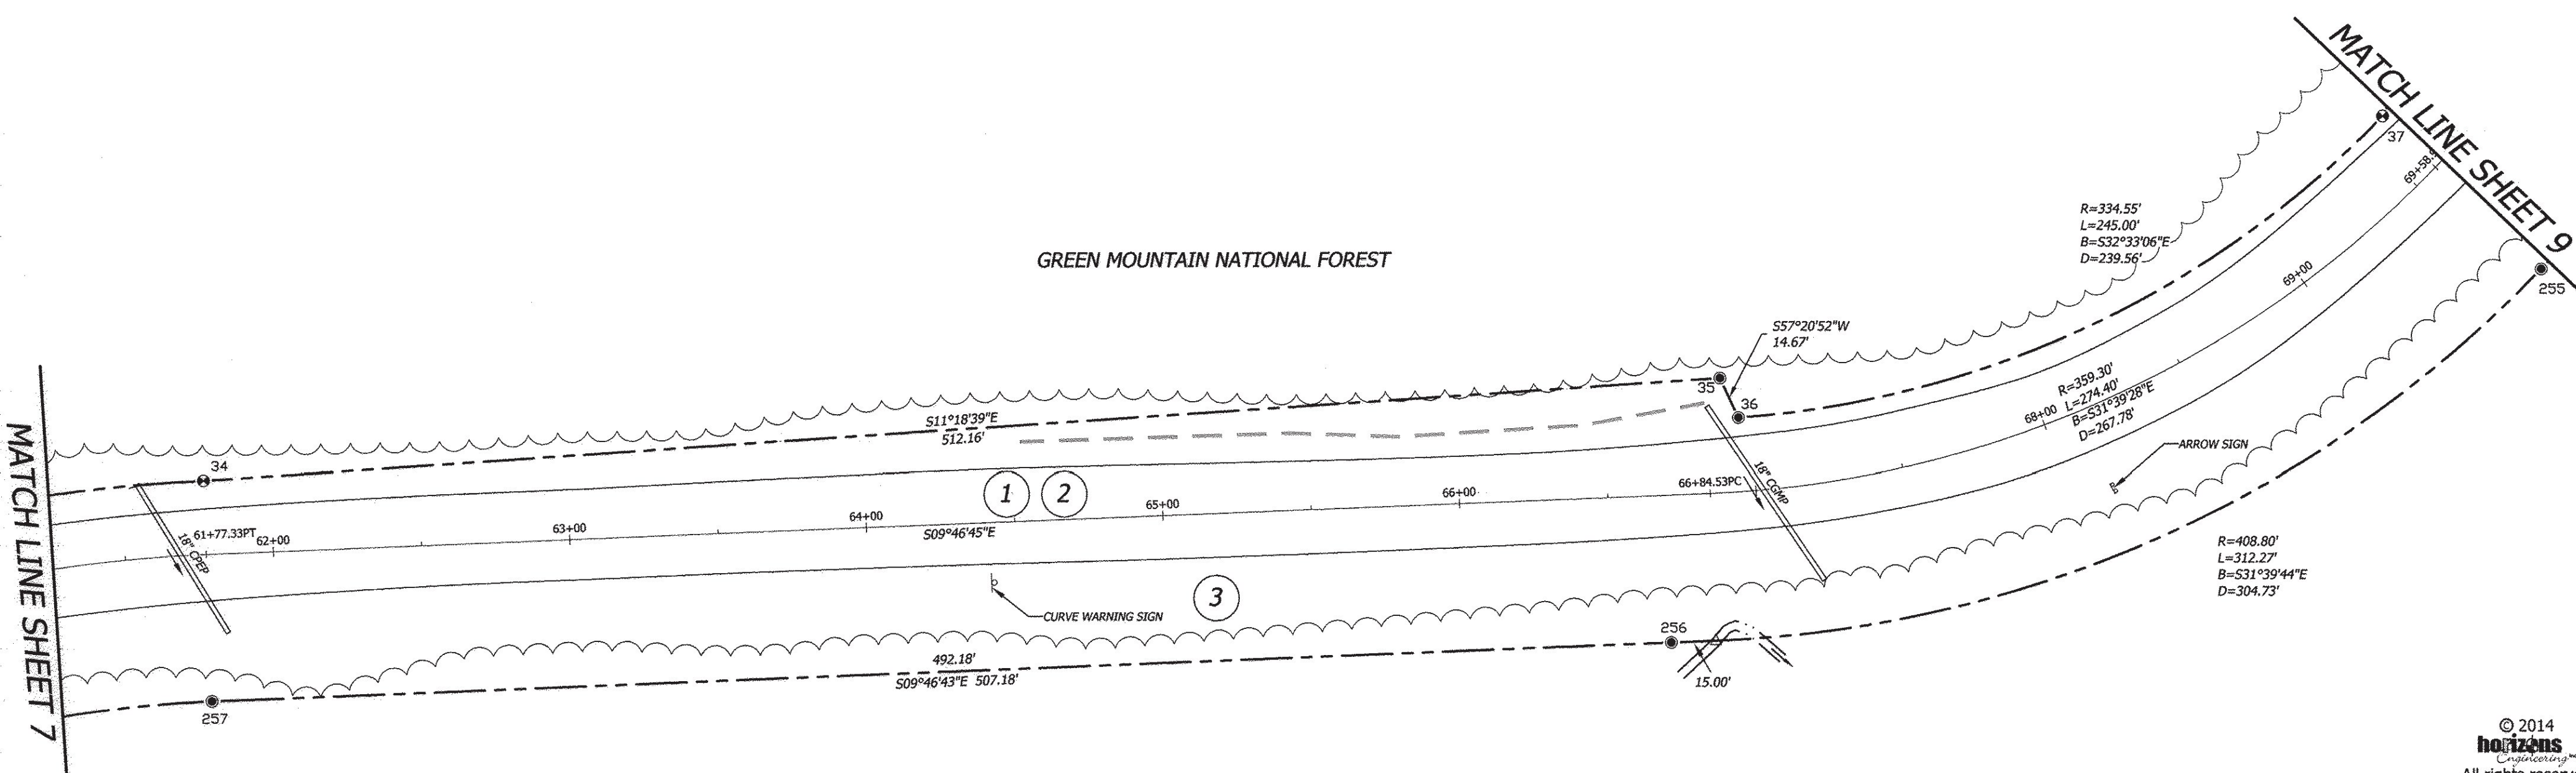 MATCH LINE SHEET 7
MATCH LINE SHEET 9
GREEN MOUNTAIN NATIONAL FOREST
37
69+58.9
R=334.55'
L=245.00'
B=S32°33'06"E
D=239.56'
255
69+00
S57°20'52"W
14.67'
35
36
R=359.30'
L=274.40'
68+00
B=S31°39'28"E
D=267.78'
ARROW SIGN
S11°18'39"E
512.16'
34
18" CGMP
66+84.53PC
1
2
66+00
65+00
64+00
S09°46'45"E
63+00
61+77.33PT
62+00
18" CPEP
CURVE WARNING SIGN
3
R=408.80'
L=312.27'
B=S31°39'44"E
D=304.73'
256
15.00'
492.18'
S09°46'43"E 507.18'
257
© 2014
horizens
Engineering